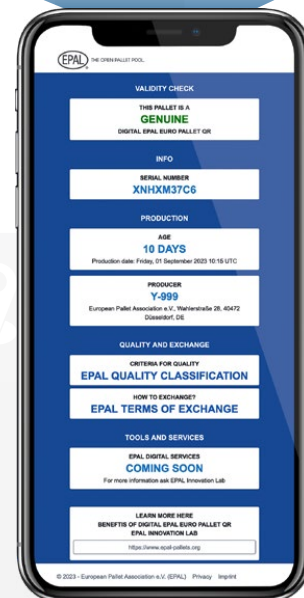 EPAL THE OPEN PALLET POOL.
VALIDITY CHECK
THIS PALLET IS A
GENUINE
DIGITAL EPAL EURO PALLET QR
INFO
SERIAL NUMBER
XNHXM37C6
PRODUCTION
AGE
10 DAYS
Production date: Friday, 01 September 2023 10:15 UTC
PRODUCER
Y-999
European Pallet Association e.V., Wahlerstraße 28, 40472
Düsseldorf, DE
QUALITY AND EXCHANGE
CRITERIA FOR QUALITY
EPAL QUALITY CLASSIFICATION
HOW TO EXCHANGE?
EPAL TERMS OF EXCHANGE
TOOLS AND SERVICES
EPAL DIGITAL SERVICES
COMING SOON
For more information ask EPAL Innovation Lab
LEARN MORE HERE
BENEFTIS OF DIGITAL EPAL EURO PALLET QR
EPAL INNOVATION LAB
https://www.epal-pallets.org
© 2023 - European Pallet Association e.V. (EPAL) Privacy Imprint